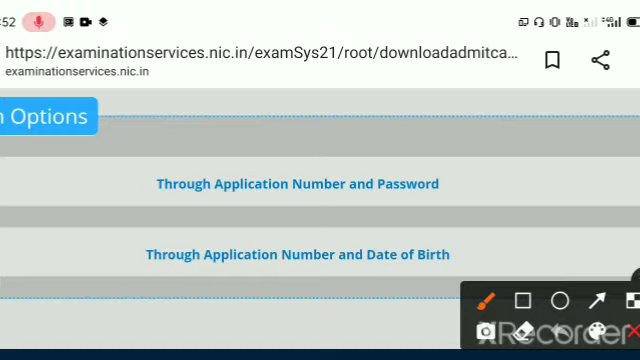 :52
https://examinationservices.nic.in/examSys21/root/downloadadmitca...
examinationservices.nic.in
n Options
Through Application Number and Password
Through Application Number and Date of Birth
XRecorder